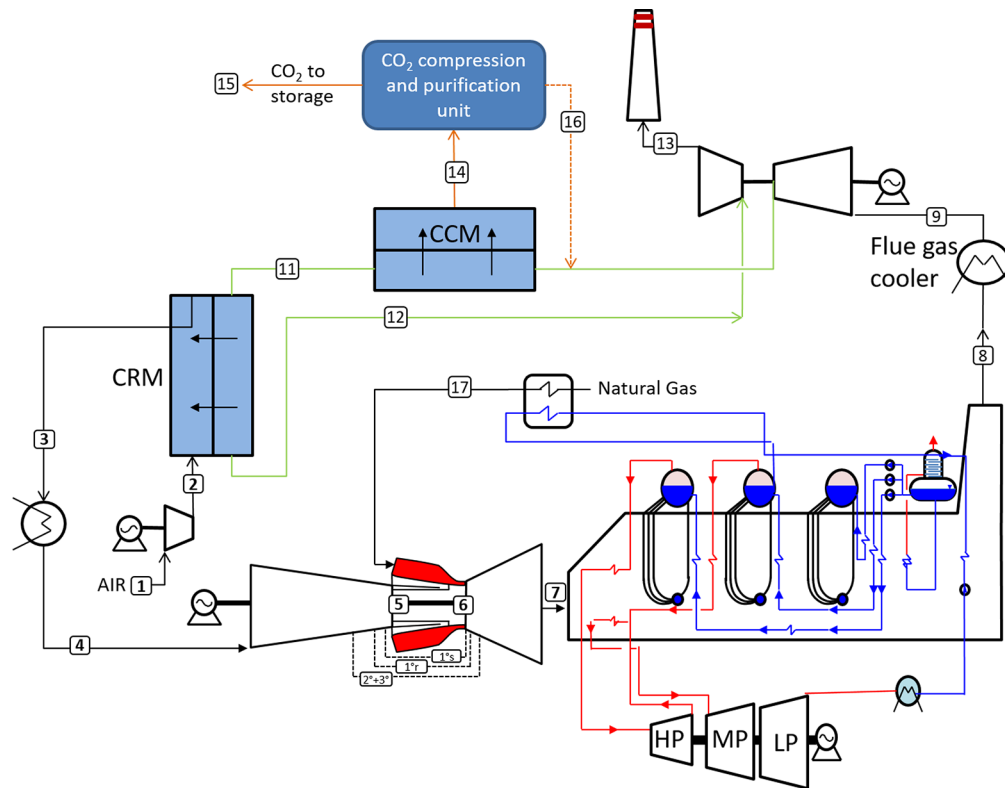 CO₂ compression
and purification
unit
15
CO₂ to
storage
16
13
14
9
Flue gas
cooler
CCM
11
12
8
CRM
17
Natural Gas
3
2
AIR
1
7
5
6
4
1°s
1°r
2°+3°
HP
MP
LP